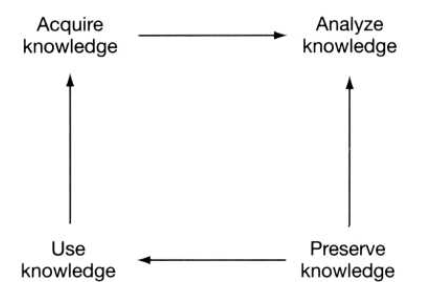 Acquire
knowledge
Analyze
knowledge
Use
knowledge
Preserve
knowledge